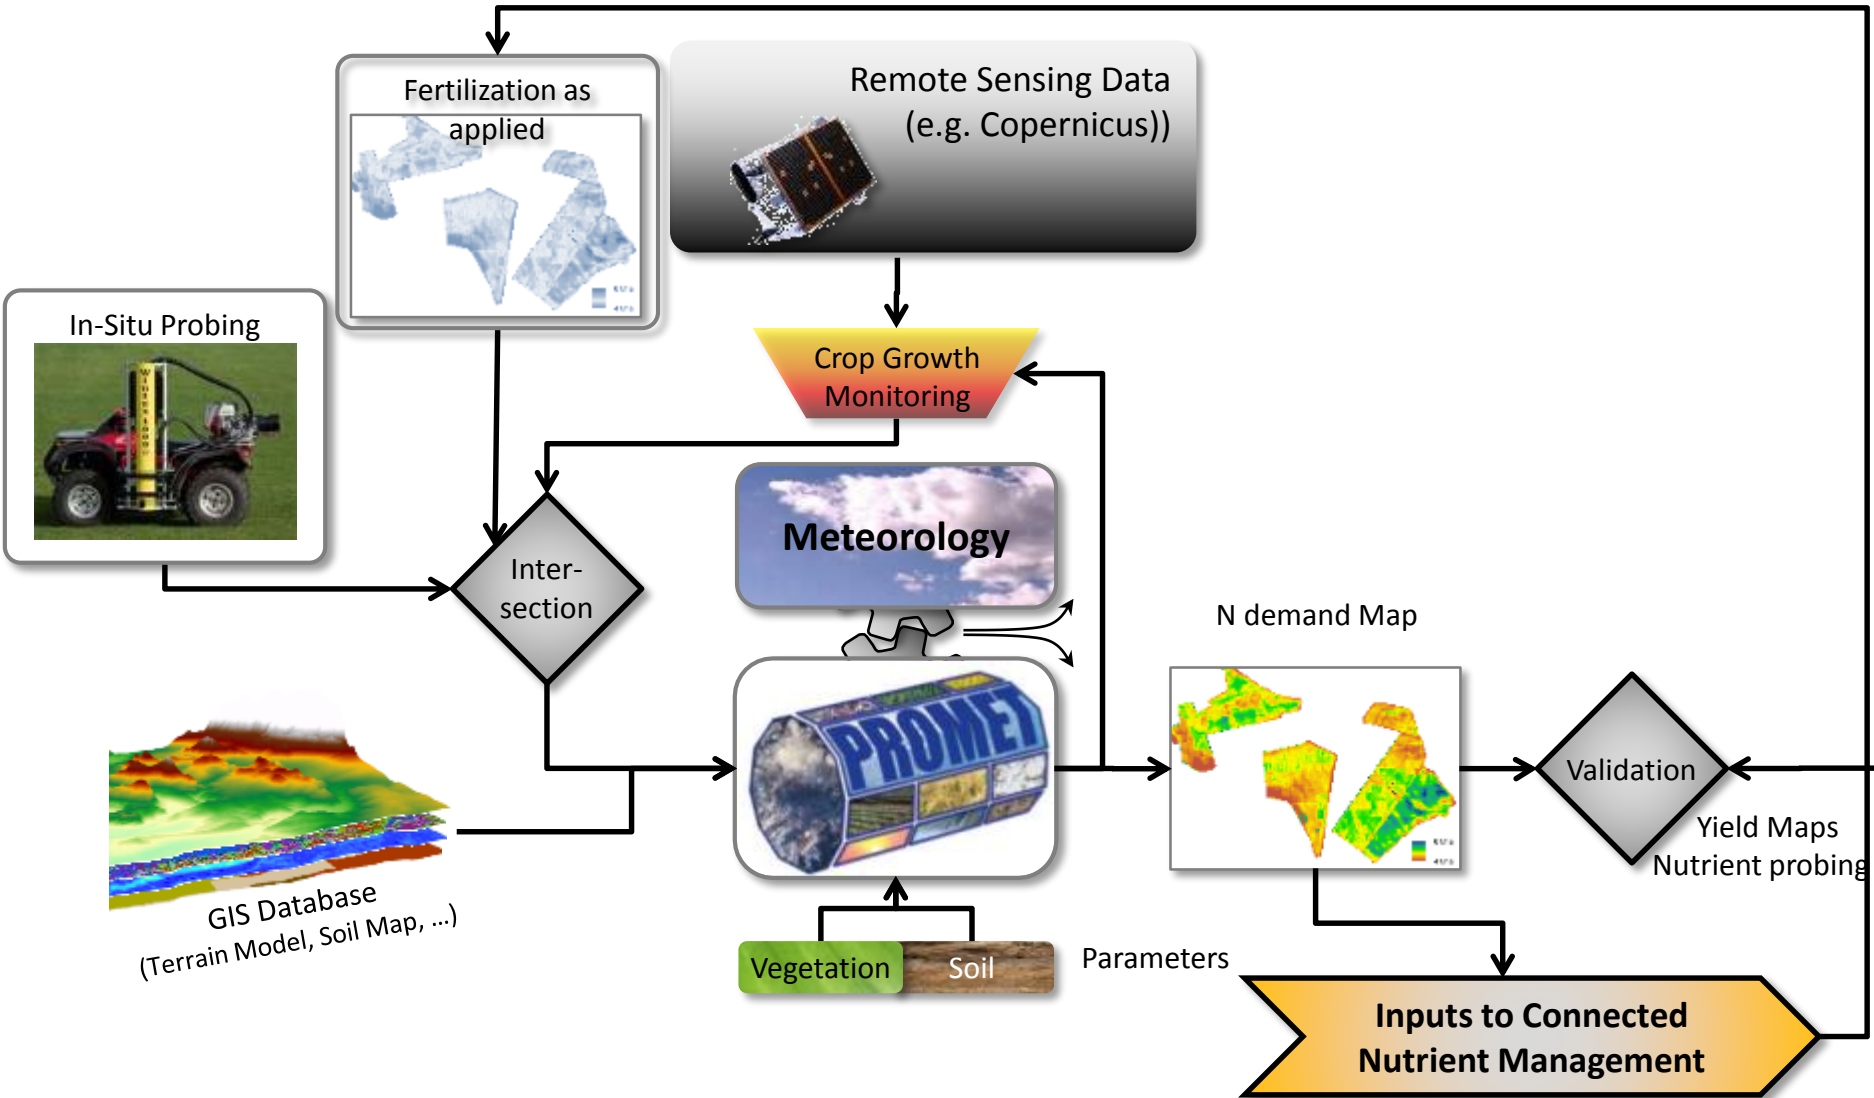 Fertilization as
applied
Remote Sensing Data
(e.g. Copernicus))
In-Situ Probing
Crop Growth
Monitoring
Meteorology
Inter-
section
N demand Map
PROMET
Validation
Yield Maps
Nutrient probing
GIS Database
(Terrain Model, Soil Map, ...)
Vegetation
Soil
Parameters
Inputs to Connected
Nutrient Management